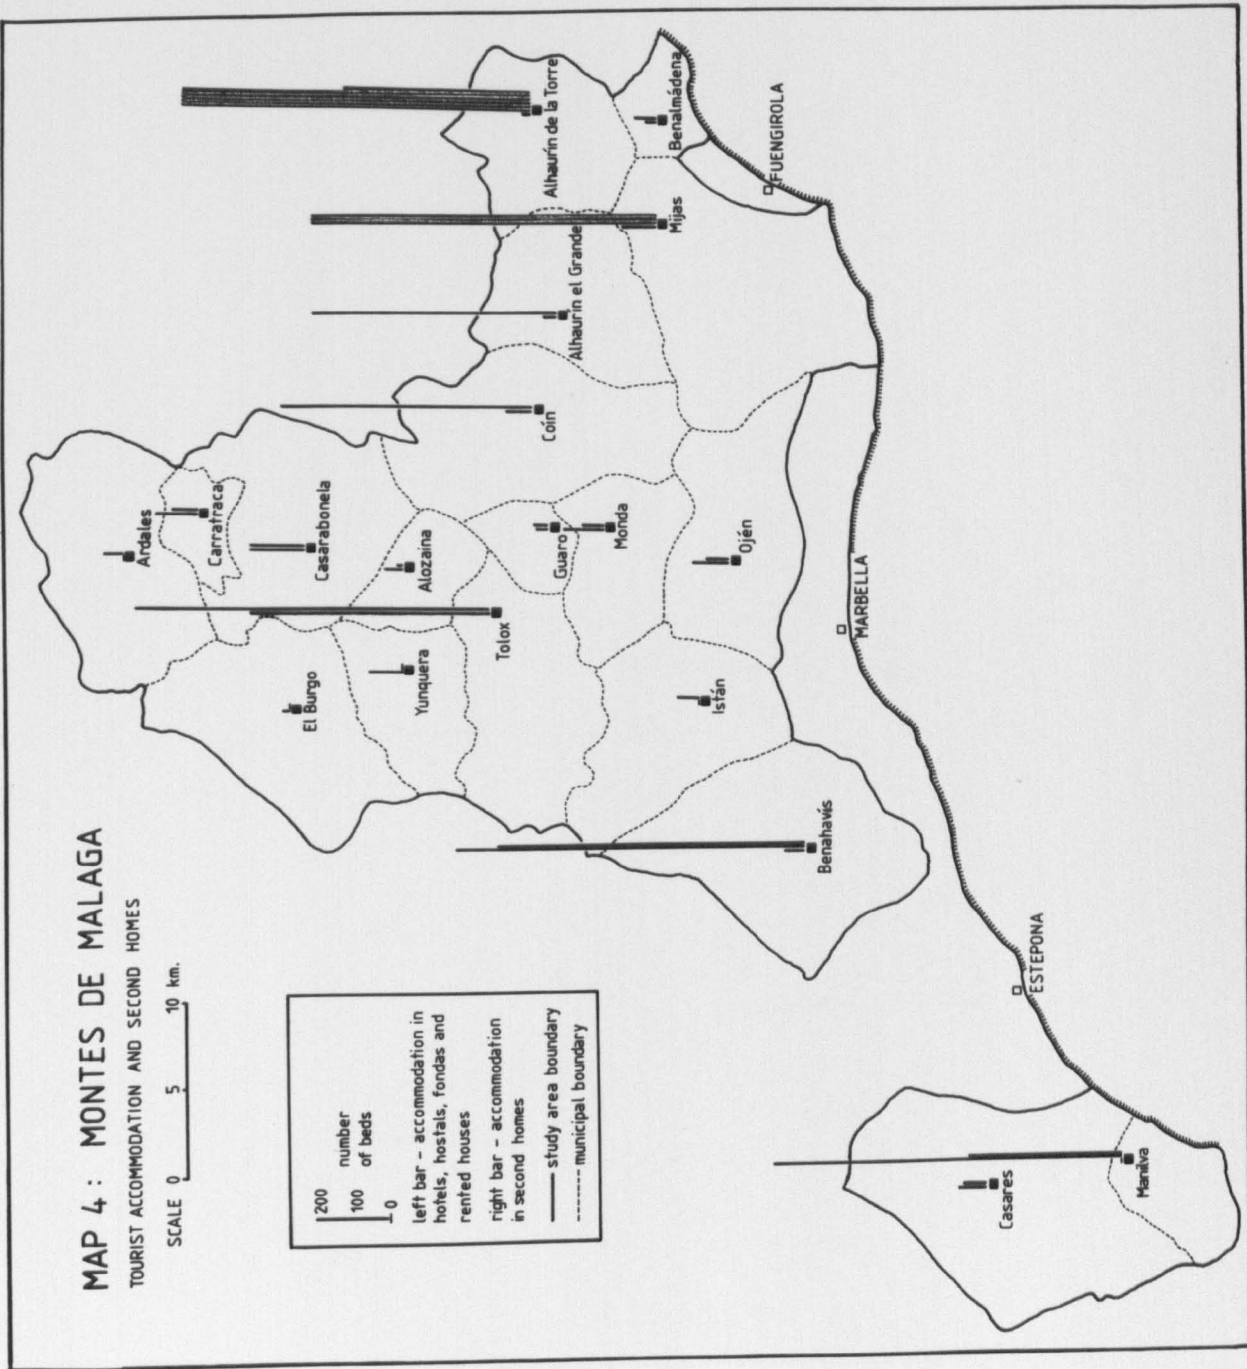 MAP 4 : MONTES DE MALAGA
TOURIST ACCOMMODATION AND SECOND HOMES
SCALE 0 5 10 km.
200
100
0
number
of beds
left bar – accommodation in
hotels, hostals, fondas and
rented houses
right bar – accommodation
in second homes
study area boundary
municipal boundary
Ardales
Carratraca
El Burgo
Casarabonela
Yunquera
Alozaina
Tolox
Guaro
Monda
Coín
Alhaurín el Grande
Alhaurín de la Torre
Mijas
Benalmádena
FUENGIROLA
Istán
Ojén
MARBELLA
Benahavís
ESTEPONA
Casares
Manilva